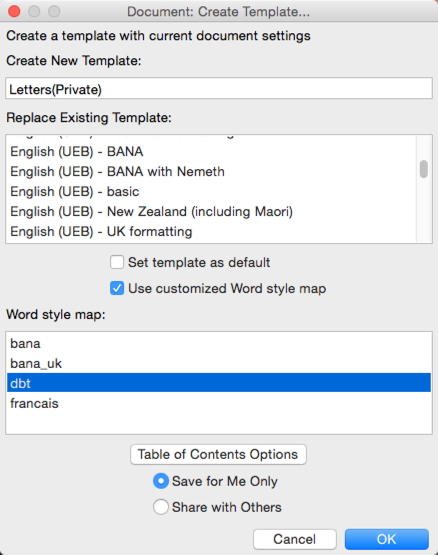 Document: Create Template...
Create a template with current document settings
Create New Template:
Letters(Private)
Replace Existing Template:
English (UEB) - BANA
English (UEB) - BANA with Nemeth
English (UEB) - basic
English (UEB) - New Zealand (including Maori)
English (UEB) - UK formatting
Set template as default
Use customized Word style map
Word style map:
bana
bana_uk
dbt
francais
Table of Contents Options
Save for Me Only
Share with Others
Cancel OK